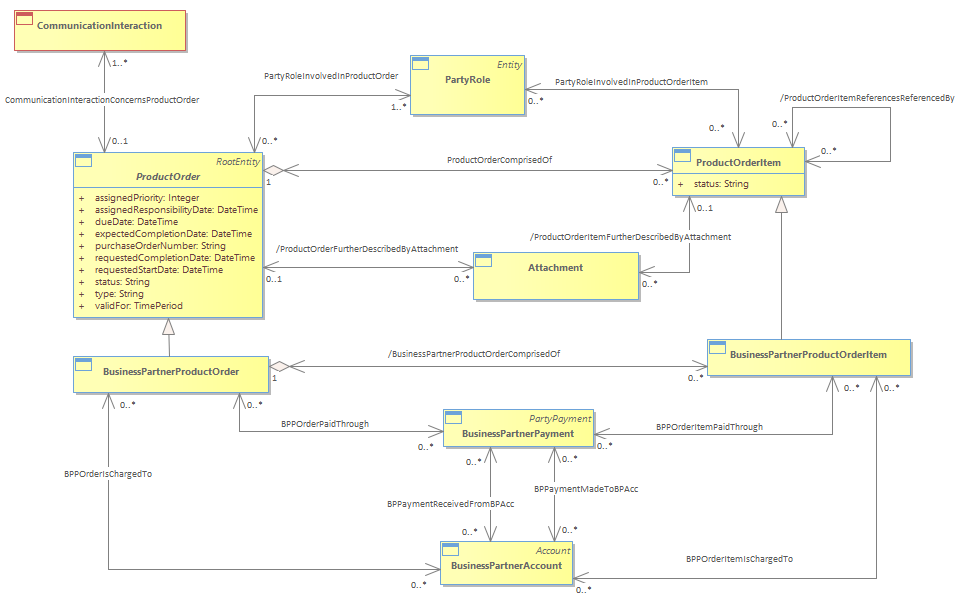 CommunicationInteraction
1..*
CommunicationInteractionConcernsProductOrder
0..1
PartyRoleInvolvedInProductOrder
1..*
0..*
Entity
PartyRole
PartyRoleInvolvedInProductOrderItem
0..*
0..*
/ProductOrderItemReferencesReferencedBy
0..*
0..*
RootEntity
ProductOrder
+ assignedPriority: Integer
+ assignedResponsibilityDate: DateTime
+ dueDate: DateTime
+ expectedCompletionDate: DateTime
+ purchaseOrderNumber: String
+ requestedCompletionDate: DateTime
+ requestedStartDate: DateTime
+ status: String
+ type: String
+ validFor: TimePeriod
ProductOrderComprisedOf
1
0..*
ProductOrderItem
+ status: String
0..1
/ProductOrderItemFurtherDescribedByAttachment
0..*
/ProductOrderFurtherDescribedByAttachment
0..1
0..*
Attachment
BusinessPartnerProductOrder
/BusinessPartnerProductOrderComprisedOf
1
0..*
BusinessPartnerProductOrderItem
0..*
0..*
0..*
0..*
BPPOrderPaidThrough
0..*
PartyPayment
BusinessPartnerPayment
BPPOrderItemPaidThrough
0..*
BPPOrderIsChargedTo
0..*
0..*
BPPaymentReceivedFromBPAcc
BPPaymentMadeToBPAcc
0..*
0..*
Account
BusinessPartnerAccount
BPPOrderItemIsChargedTo
0..*
0..*